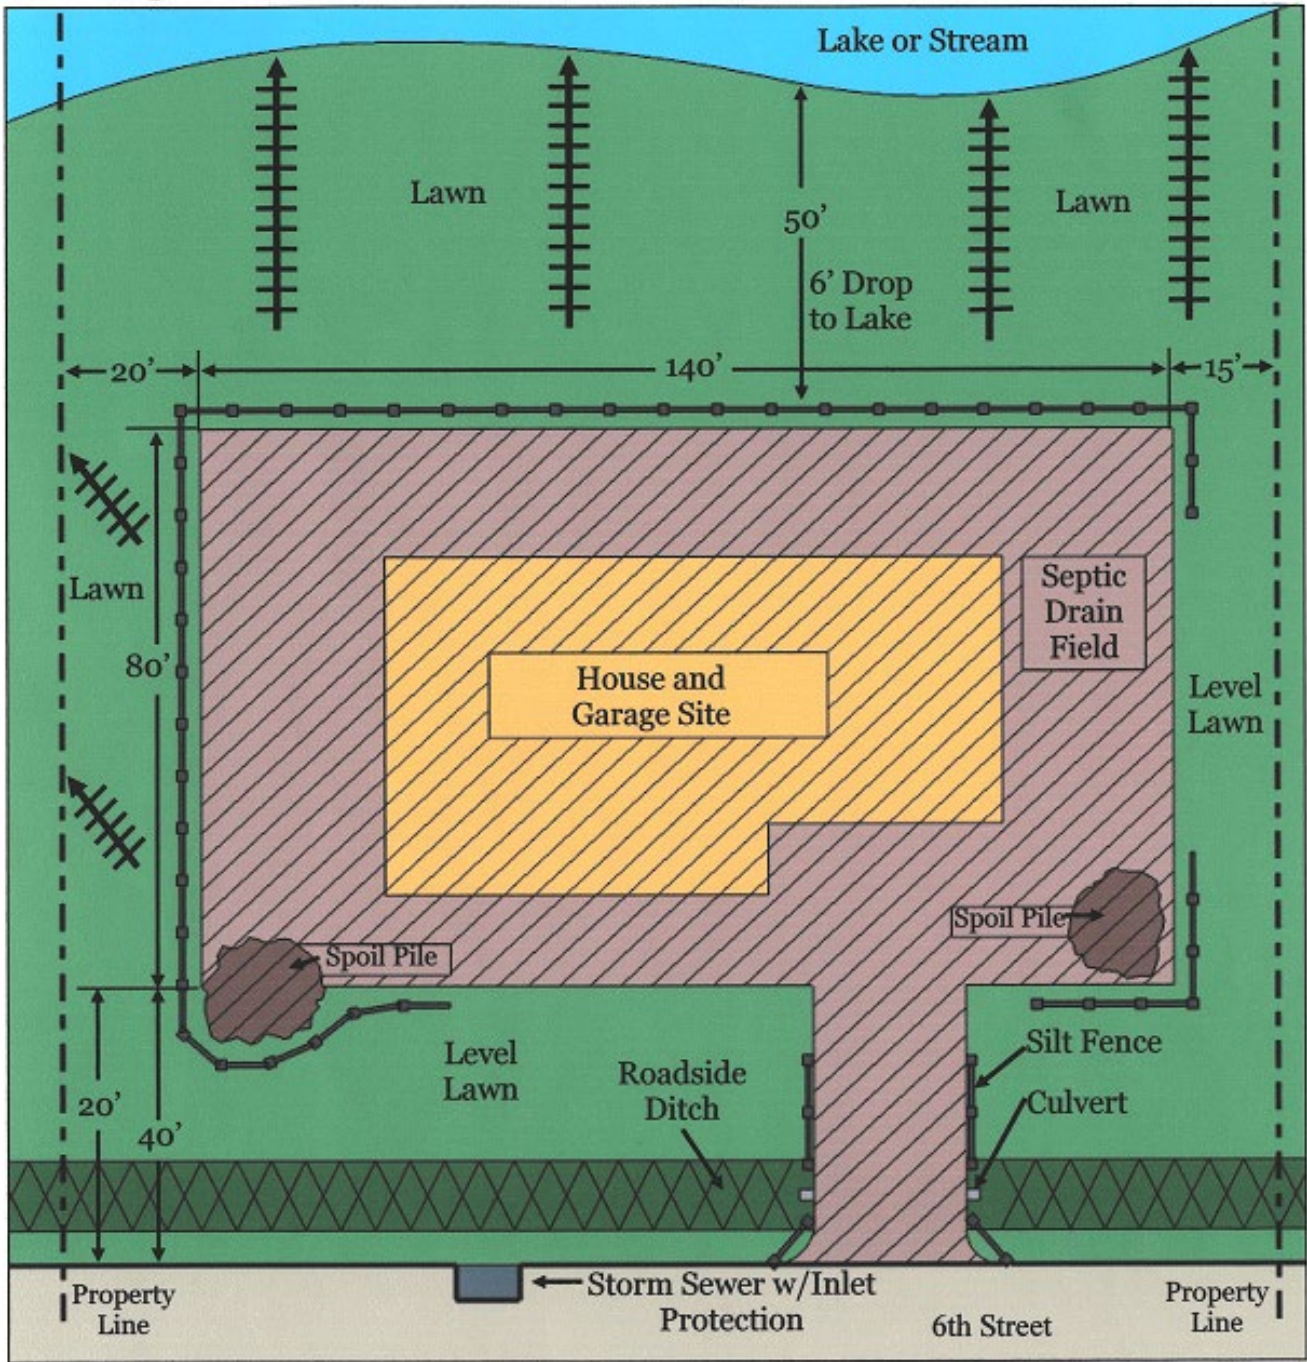 Lake or Stream
Lawn
Lawn
50’
6’ Drop
to Lake
20’
140’
15’
Lawn
80’
Septic
Drain
Field
House and
Garage Site
Level
Lawn
Spoil Pile
Spoil Pile
Level
Lawn
Roadside
Ditch
Silt Fence
Culvert
20’
40’
Property
Line
Storm Sewer w/Inlet
Protection
6th Street
Property
Line